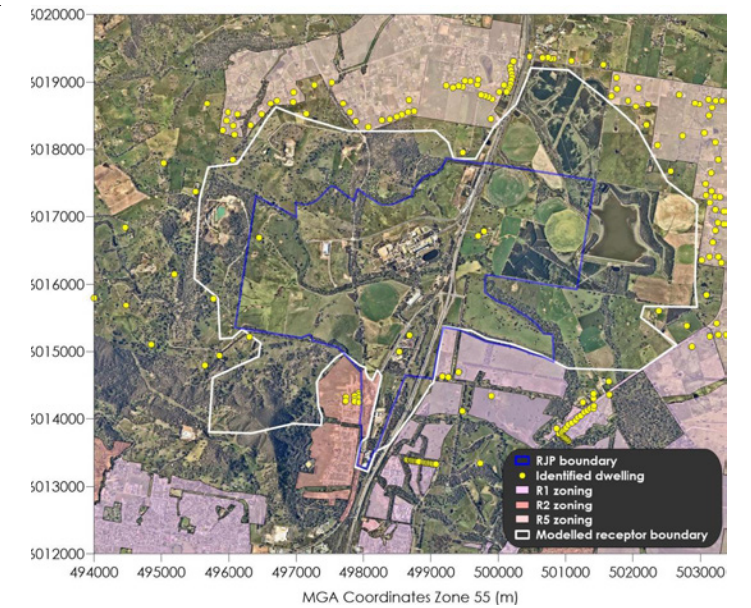 5020000
5019000
5018000
5017000
5016000
5015000
5014000
5013000
5012000
RJP boundary
Identified dwelling
R1 zoning
R2 zoning
R5 zoning
Modelled receptor boundary
494000 495000 496000 497000 498000 499000 500000 501000 502000 503000
MGA Coordinates Zone 55 (m)